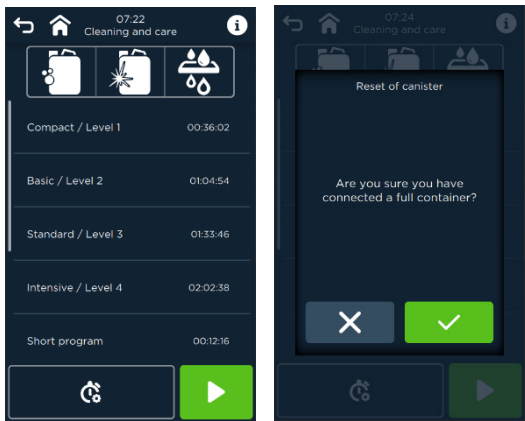 07:22
Cleaning and care
i
Compact / Level 1 00:36:02
Basic / Level 2 01:04:54
Standard / Level 3 01:33:46
Intensive / Level 4 02:02:38
Short program 00:12:16
07:24
Cleaning and care
i
Reset of canister
Are you sure you have
connected a full container?